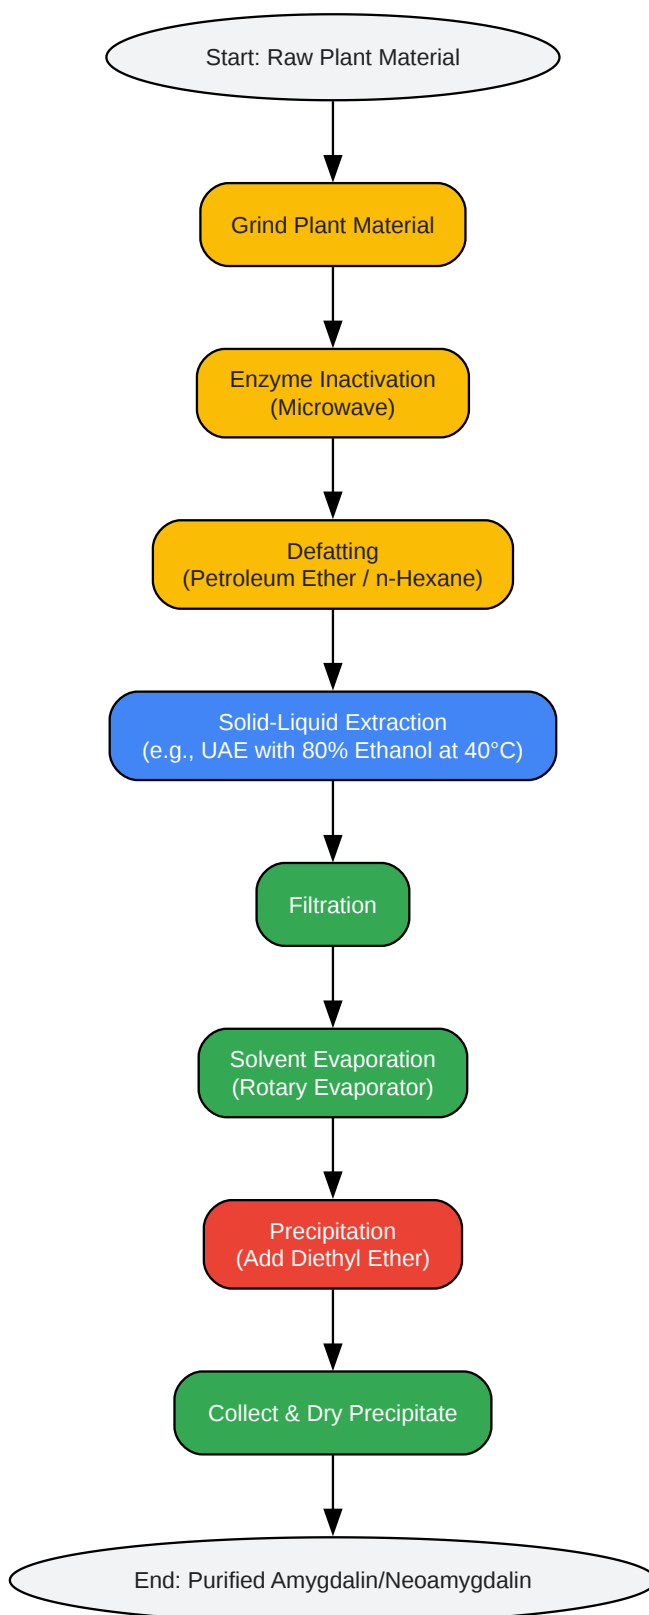 Start: Raw Plant Material
Grind Plant Material
Enzyme Inactivation
(Microwave)
Defatting
(Petroleum Ether / n-Hexane)
Solid-Liquid Extraction
(e.g., UAE with 80% Ethanol at 40°C)
Filtration
Solvent Evaporation
(Rotary Evaporator)
Precipitation
(Add Diethyl Ether)
Collect & Dry Precipitate
End: Purified Amygdalin/Neoamygdalin